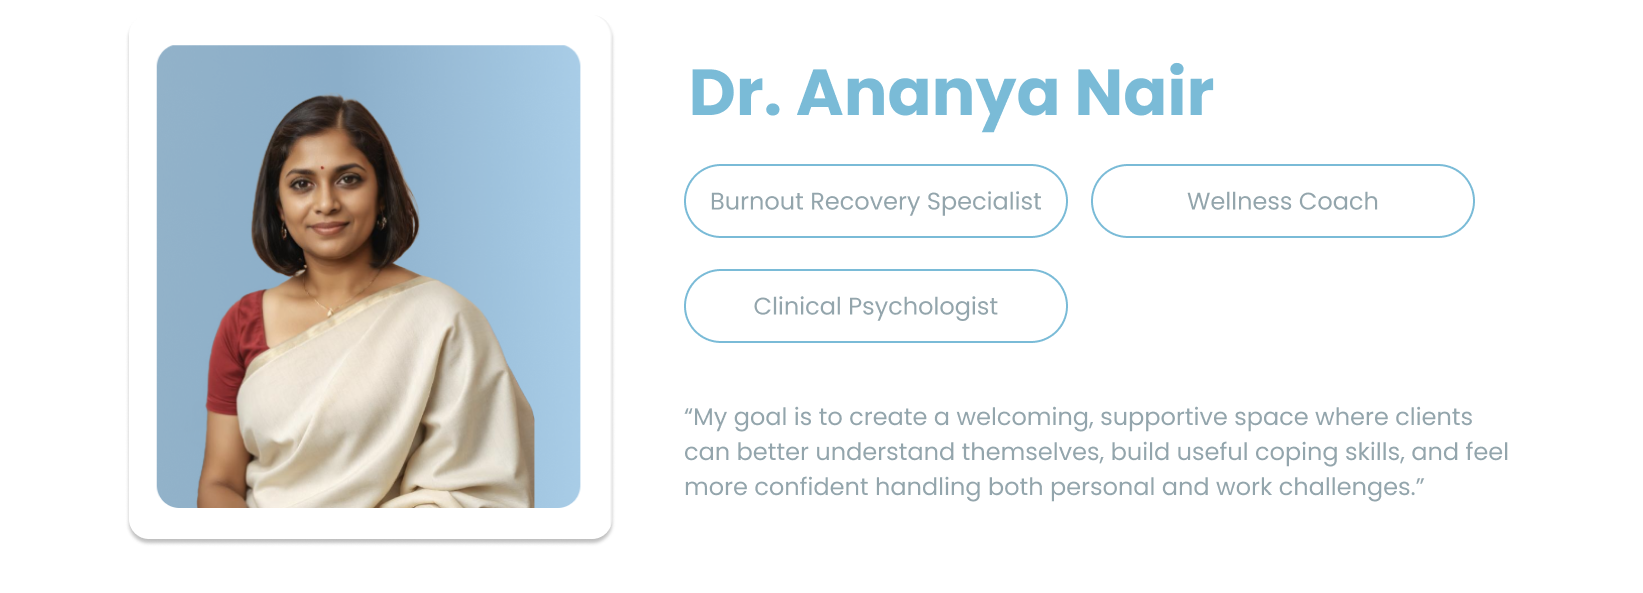 Dr. Ananya Nair
Burnout Recovery Specialist
Wellness Coach
Clinical Psychologist
“My goal is to create a welcoming, supportive space where clients
can better understand themselves, build useful coping skills, and feel
more confident handling both personal and work challenges.”